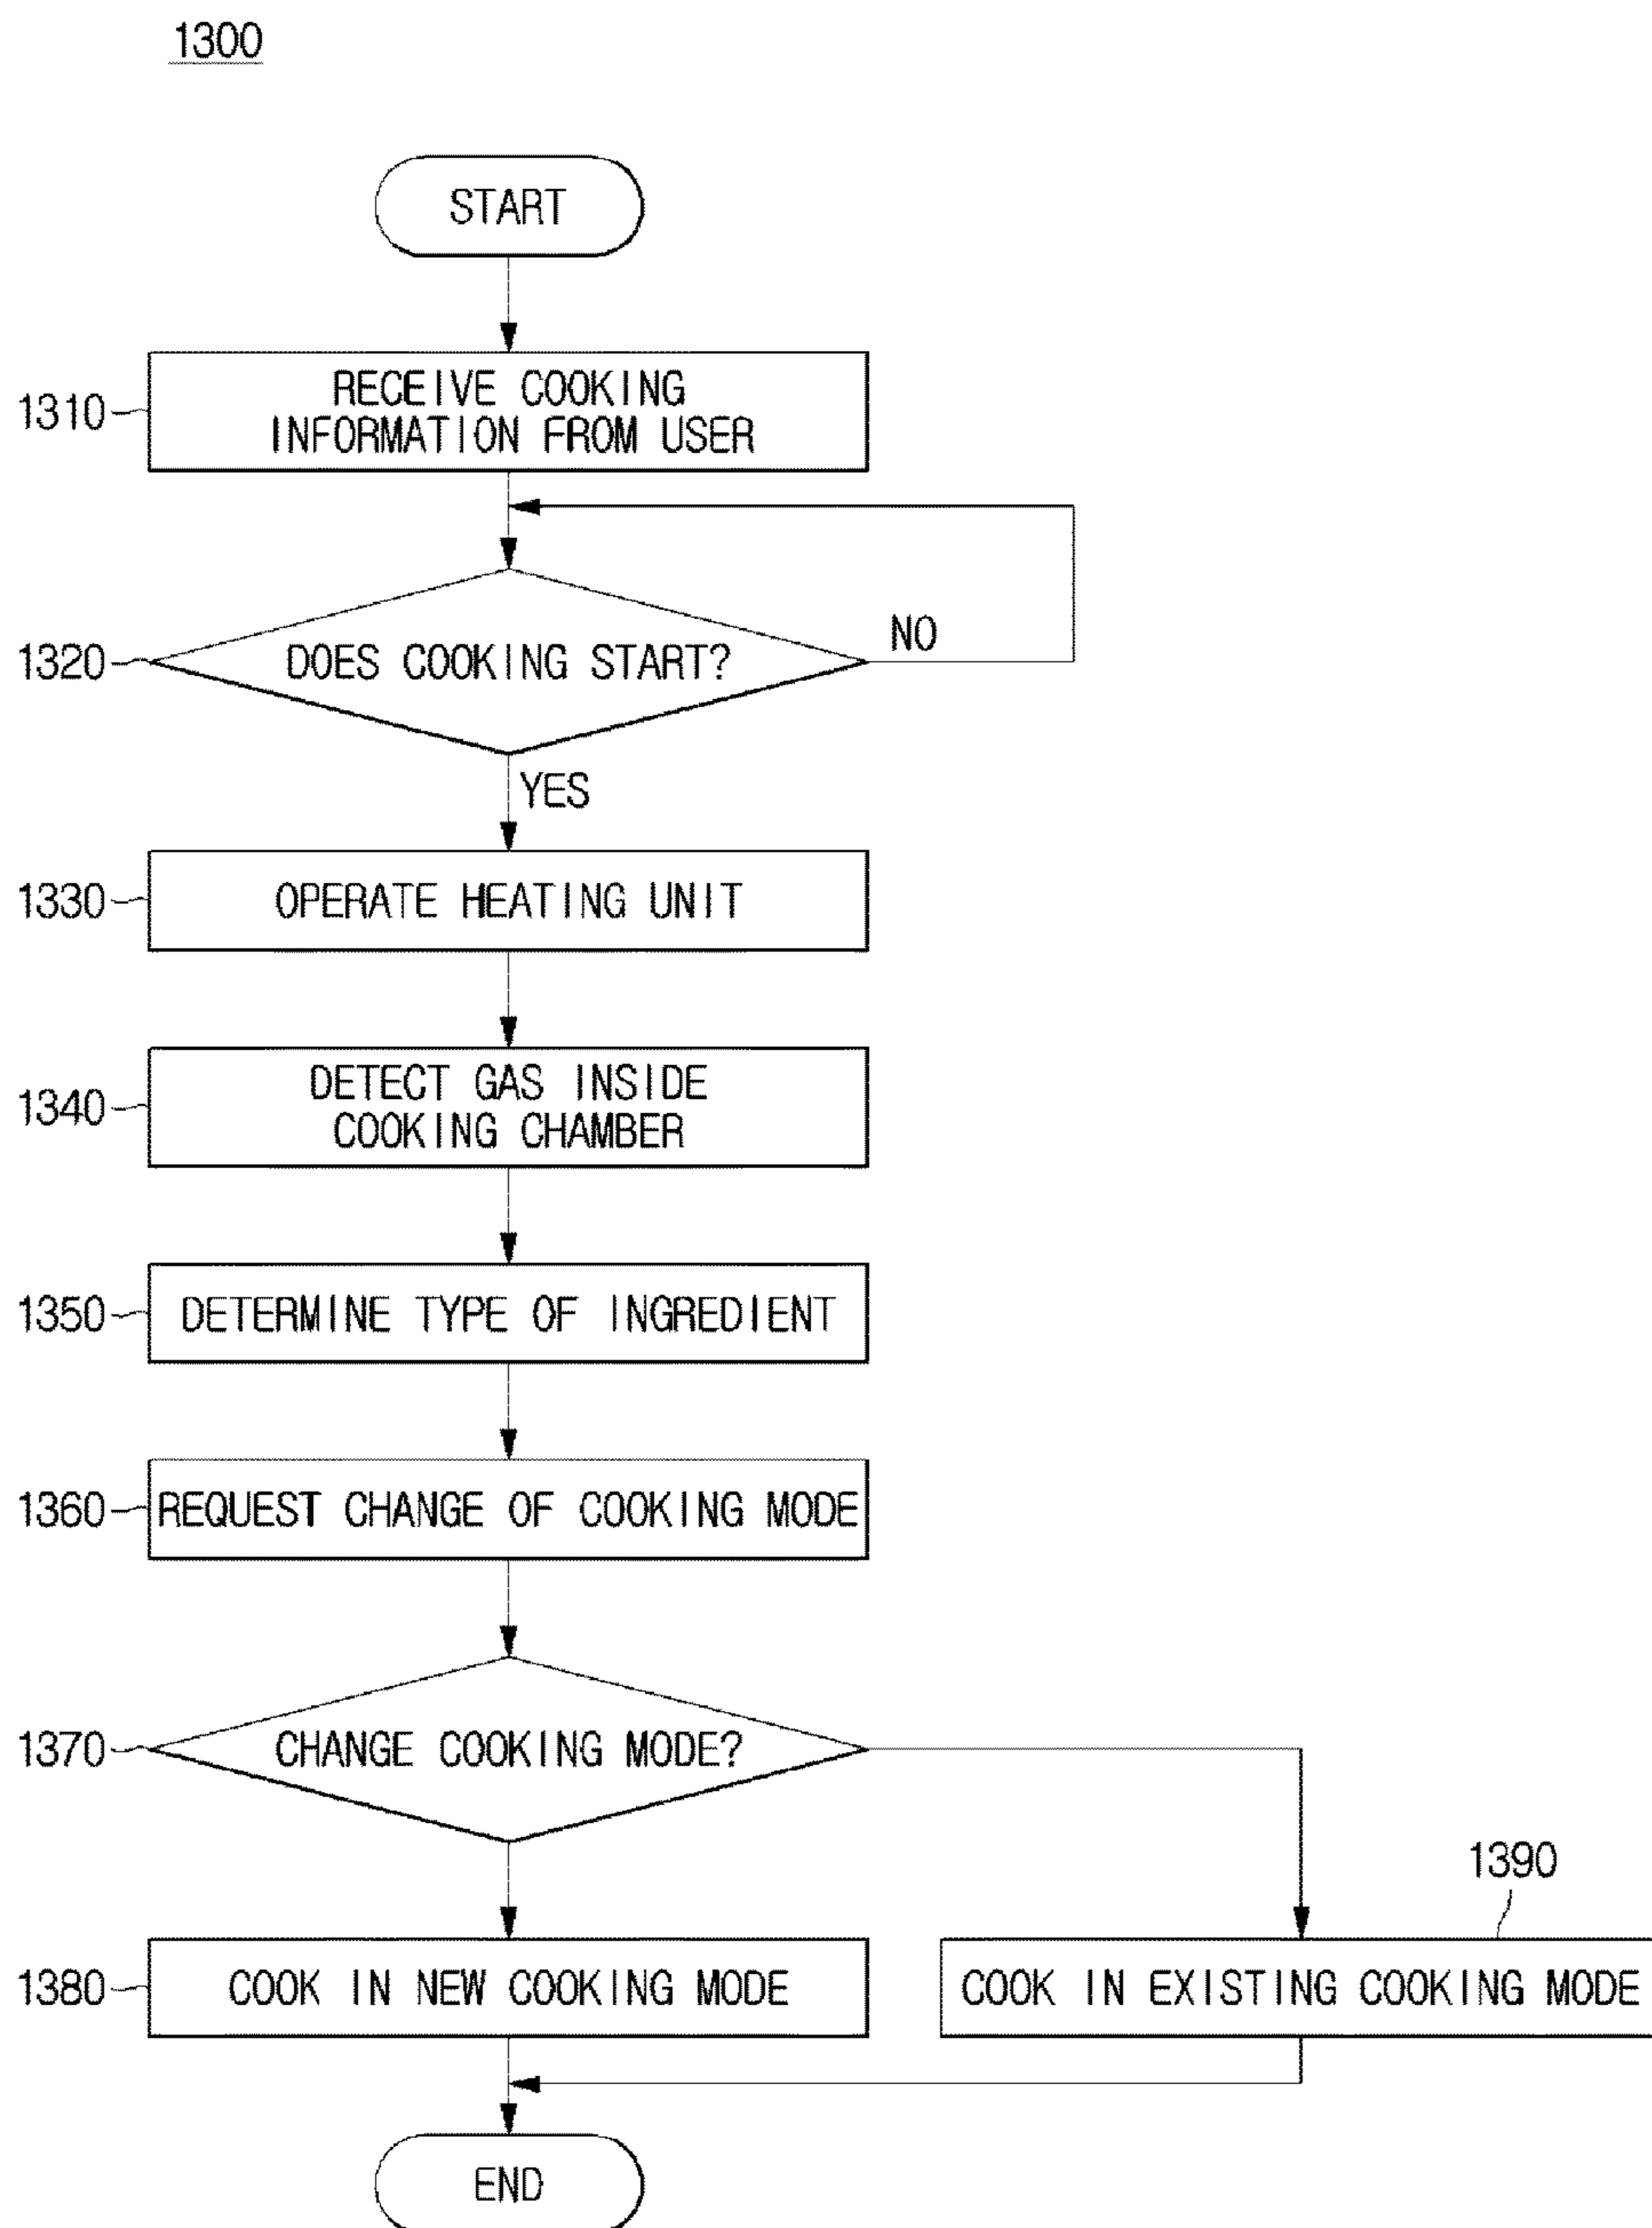 1300
START
1310
RECEIVE COOKING
INFORMATION FROM USER
1320
DOES COOKING START?
NO
YES
1330
OPERATE HEATING UNIT
1340
DETECT GAS INSIDE
COOKING CHAMBER
1350
DETERMINE TYPE OF INGREDIENT
1360
REQUEST CHANGE OF COOKING MODE
1370
CHANGE COOKING MODE?
1390
1380
COOK IN NEW COOKING MODE
COOK IN EXISTING COOKING MODE
END